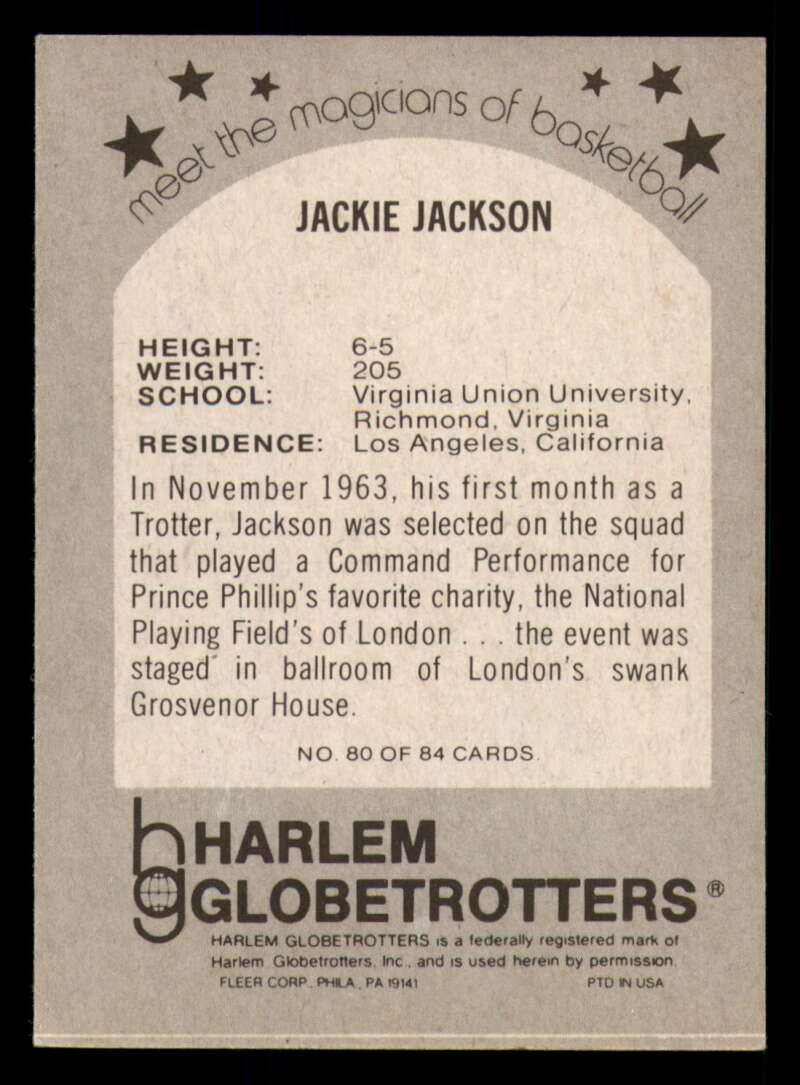 meet the magicians of basketball
JACKIE JACKSON
HEIGHT: 6-5
WEIGHT: 205
SCHOOL: Virginia Union University,
Richmond, Virginia
RESIDENCE: Los Angeles, California
In November 1963, his first month as a
Trotter, Jackson was selected on the squad
that played a Command Performance for
Prince Phillip's favorite charity, the National
Playing Field's of London . . . the event was
staged in ballroom of London's swank
Grosvenor House.
NO. 80 OF 84 CARDS.
hg HARLEM
GLOBETROTTERS ®
HARLEM GLOBETROTTERS is a federally registered mark of
Harlem Globetrotters, Inc., and is used herein by permission.
FLEER CORP., PHILA., PA 19141 PTD IN USA